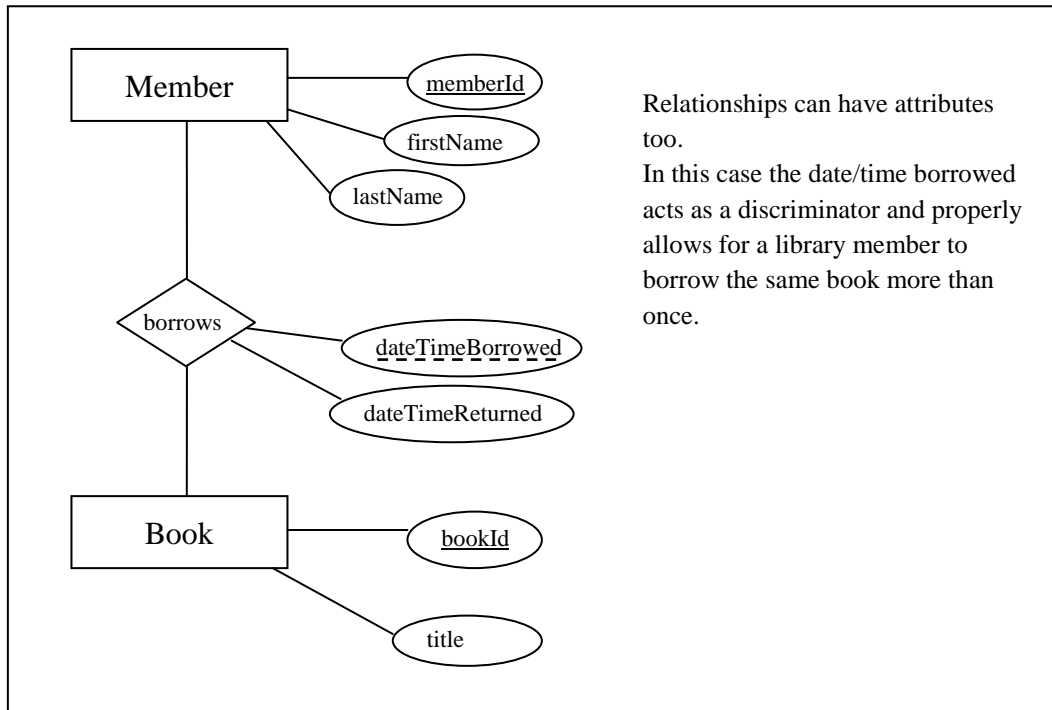 Member
memberId
firstName
lastName
Relationships can have attributes
too.
In this case the date/time borrowed
acts as a discriminator and properly
allows for a library member to
borrow the same book more than
once.
borrows
dateTimeBorrowed
dateTimeReturned
Book
bookId
title